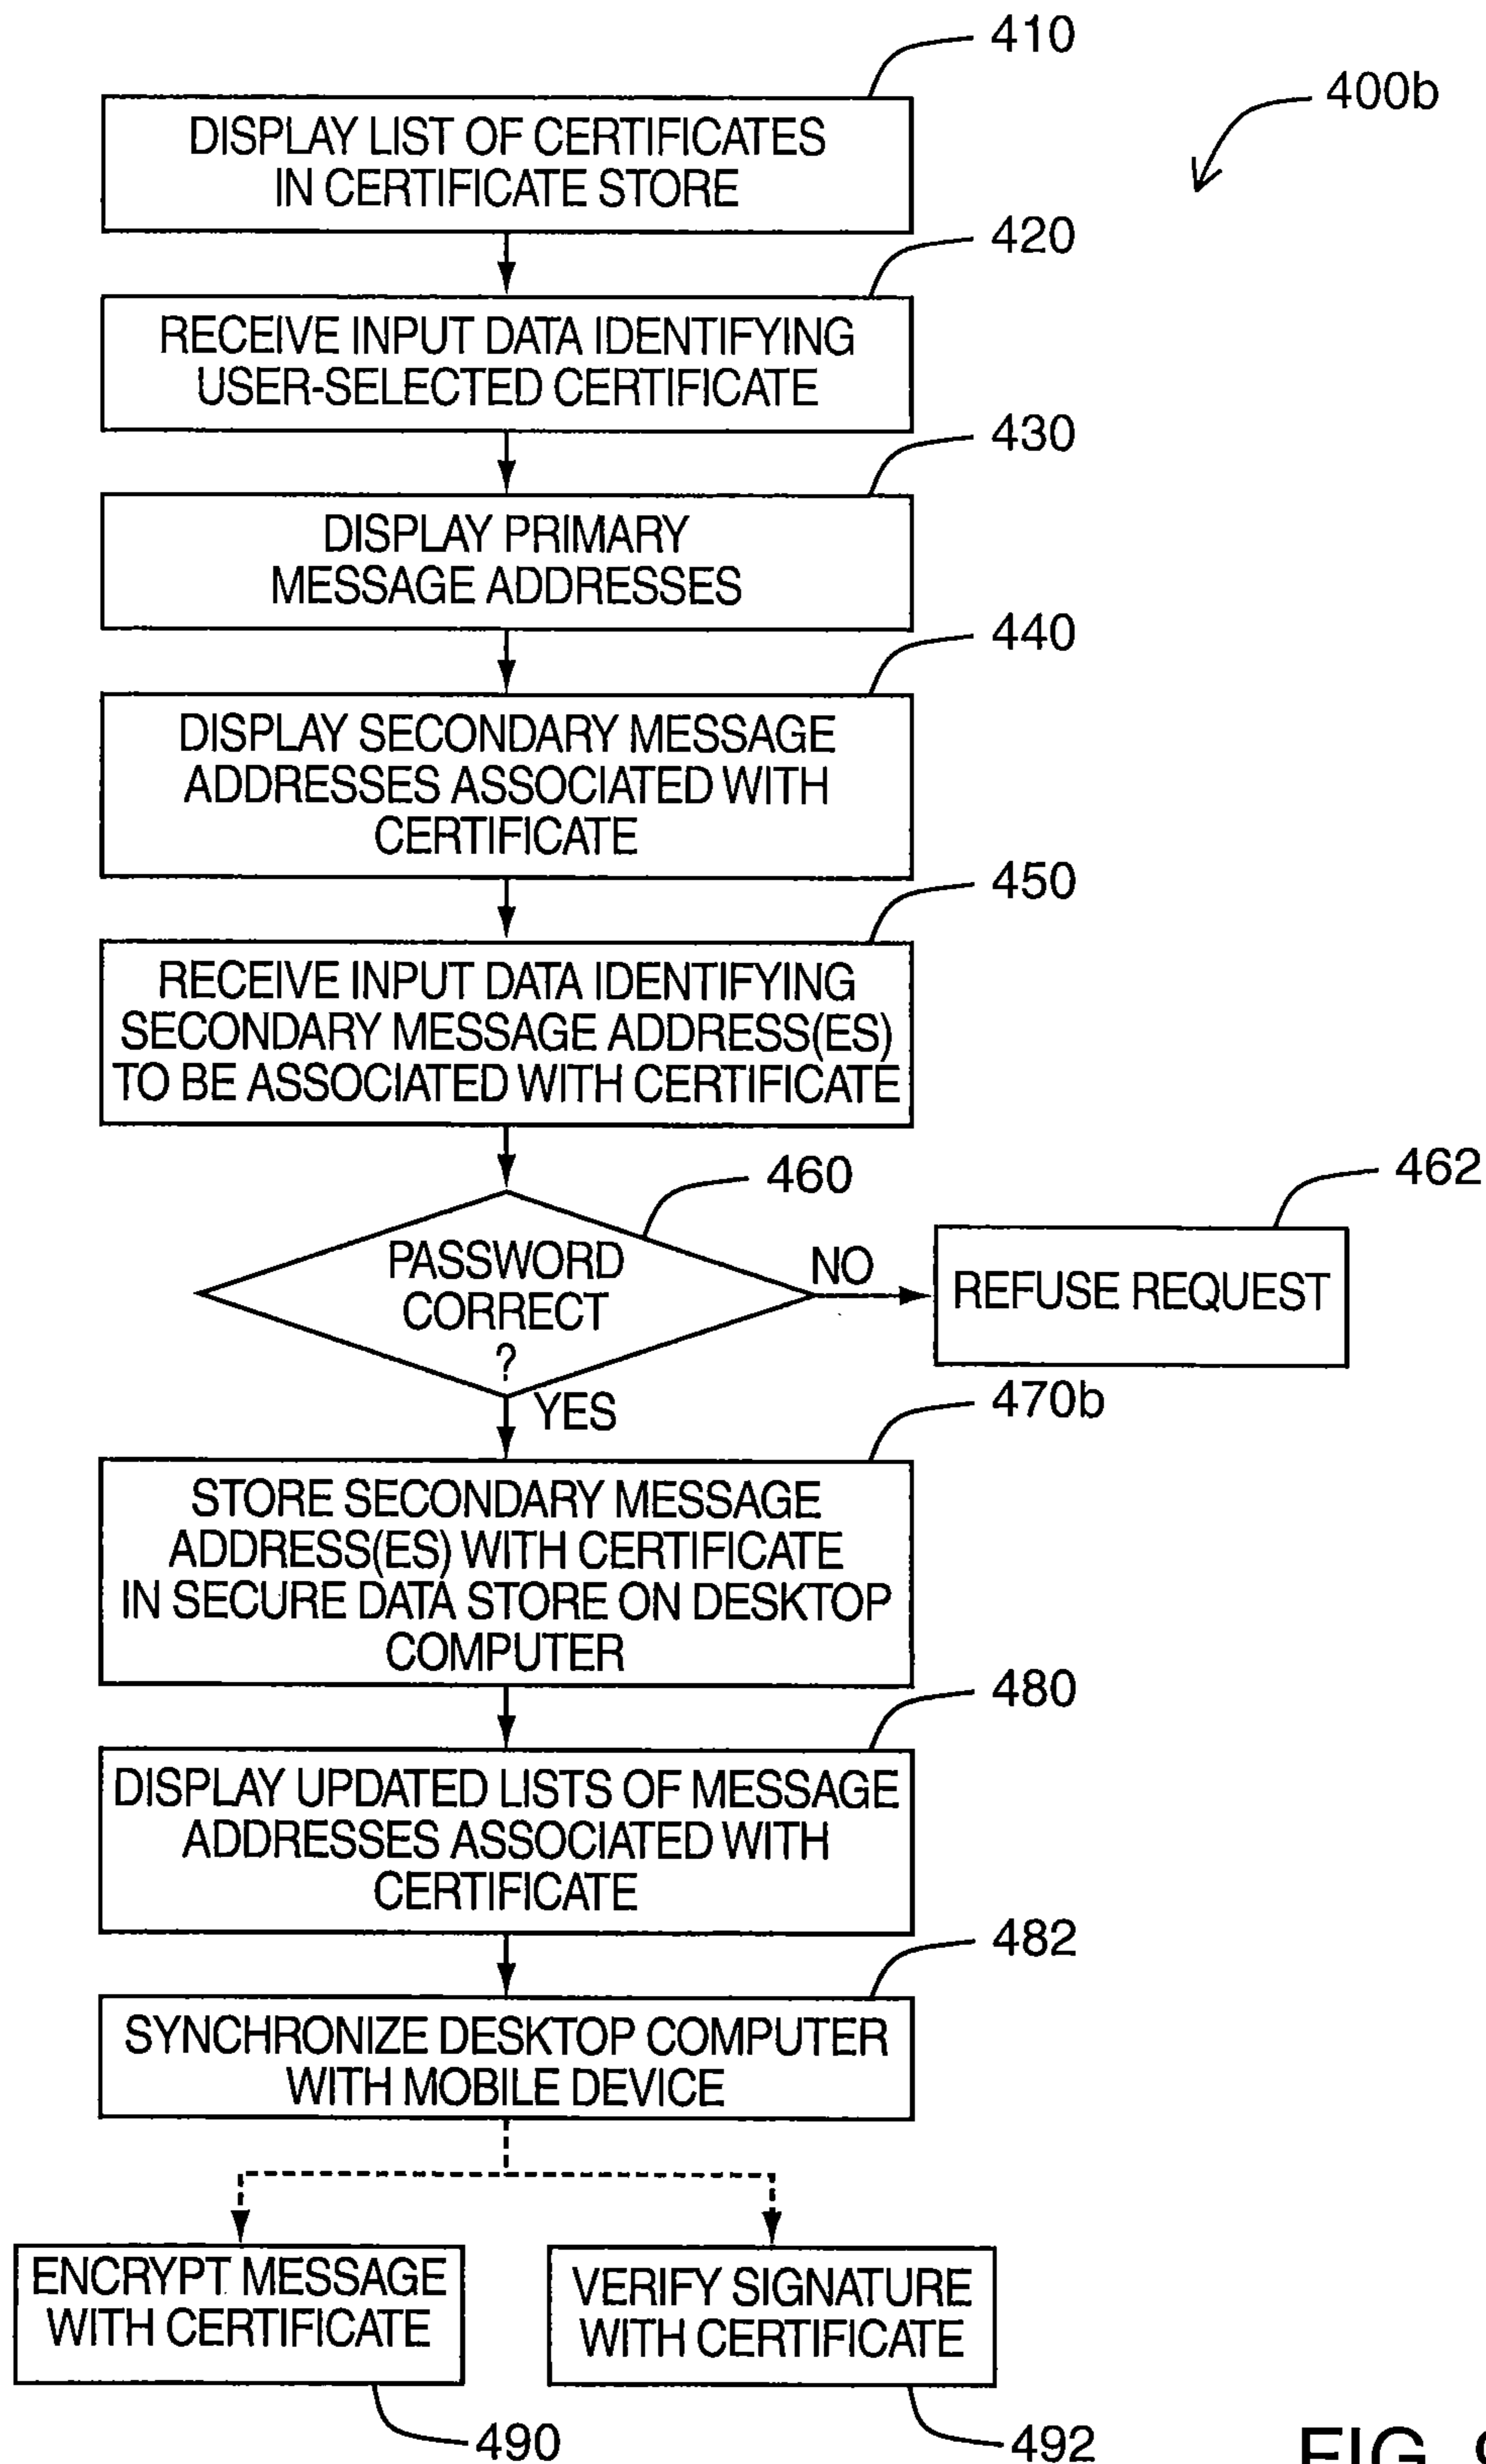 410
400b
DISPLAY LIST OF CERTIFICATES
IN CERTIFICATE STORE
420
RECEIVE INPUT DATA IDENTIFYING
USER-SELECTED CERTIFICATE
430
DISPLAY PRIMARY
MESSAGE ADDRESSES
440
DISPLAY SECONDARY MESSAGE
ADDRESSES ASSOCIATED WITH
CERTIFICATE
450
RECEIVE INPUT DATA IDENTIFYING
SECONDARY MESSAGE ADDRESS(ES)
TO BE ASSOCIATED WITH CERTIFICATE
460
462
PASSWORD
CORRECT
?
NO
REFUSE REQUEST
YES
470b
STORE SECONDARY MESSAGE
ADDRESS(ES) WITH CERTIFICATE
IN SECURE DATA STORE ON DESKTOP
COMPUTER
480
DISPLAY UPDATED LISTS OF MESSAGE
ADDRESSES ASSOCIATED WITH
CERTIFICATE
482
SYNCHRONIZE DESKTOP COMPUTER
WITH MOBILE DEVICE
ENCRYPT MESSAGE
WITH CERTIFICATE
VERIFY SIGNATURE
WITH CERTIFICATE
490
492
FIG